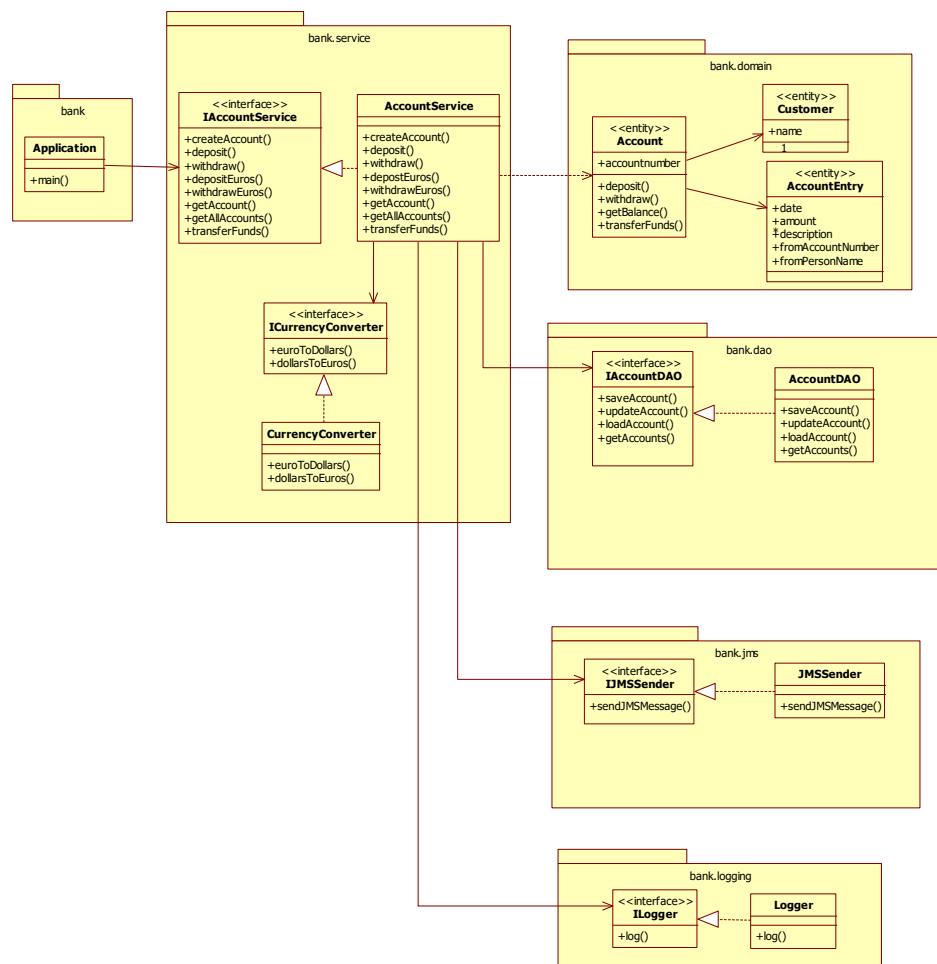 bank
Application
+main()
bank.service
<<interface>>
IAccountService
+createAccount()
+deposit()
+withdraw()
+depositEuros()
+withdrawEuros()
+getAccount()
+getAllAccounts()
+transferFunds()
AccountService
+createAccount()
+deposit()
+withdraw()
+depostEuros()
+withdrawEuros()
+getAccount()
+getAllAccounts()
+transferFunds()
<<interface>>
ICurrencyConverter
+euroToDollars()
+dollarsToEuros()
CurrencyConverter
+euroToDollars()
+dollarsToEuros()
bank.domain
<<entity>>
Account
+accountnumber
+deposit()
+withdraw()
+getBalance()
+transferFunds()
<<entity>>
Customer
+name
1
<<entity>>
AccountEntry
+date
+amount
*
+description
+fromAccountNumber
+fromPersonName
bank.dao
<<interface>>
IAccountDAO
+saveAccount()
+updateAccount()
+loadAccount()
+getAccounts()
AccountDAO
+saveAccount()
+updateAccount()
+loadAccount()
+getAccounts()
bank.jms
<<interface>>
IJMSSender
+sendJMSMessage()
JMSSender
+sendJMSMessage()
bank.logging
<<interface>>
ILogger
+log()
Logger
+log()